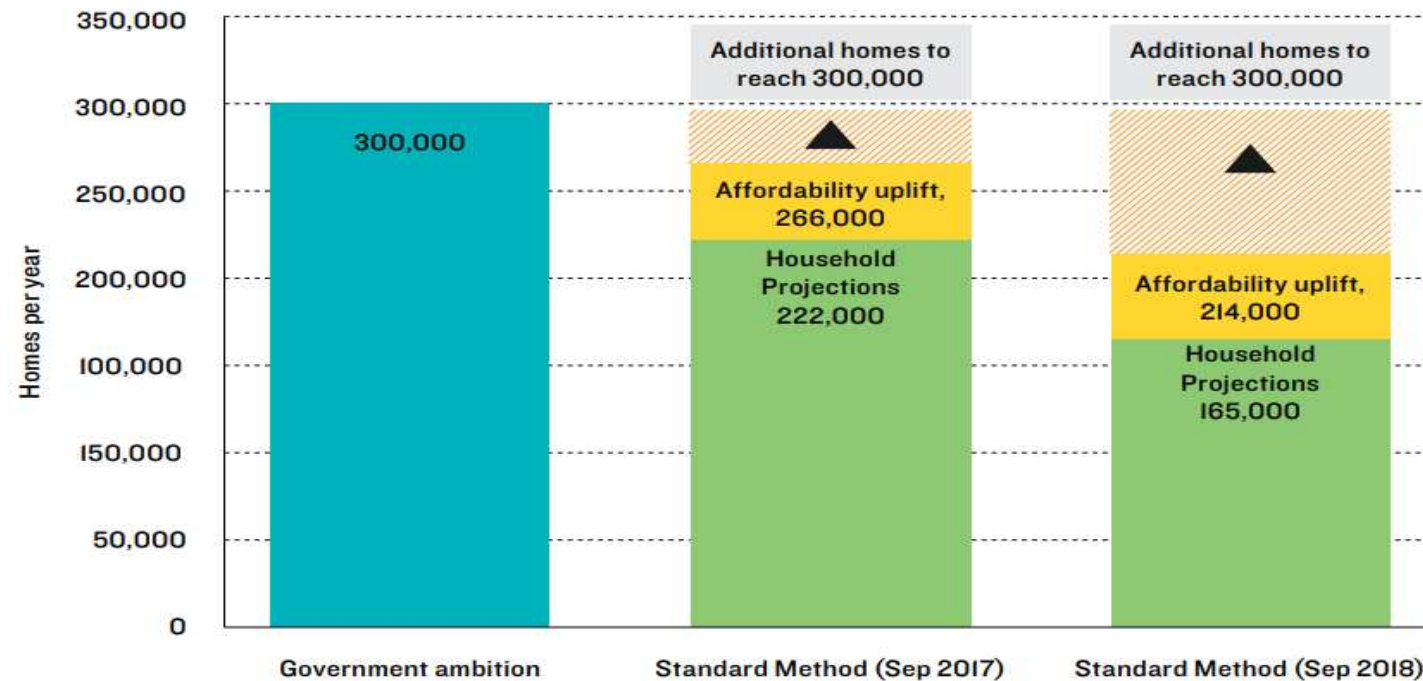 350,000
300,000
250,000
200,000
100,000
150,000
50,000
0
Homes per year
300,000
Additional homes to
reach 300,000
Affordability uplift,
266,000
Household
Projections
222,000
Additional homes to
reach 300,000
Affordability uplift,
214,000
Household
Projections
165,000
Government ambition
Standard Method (Sep 2017)
Standard Method (Sep 2018)